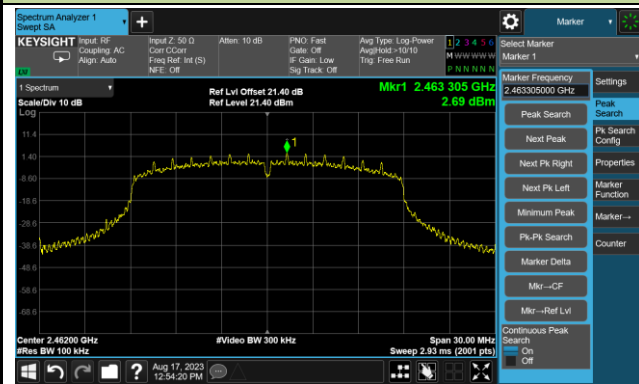 Spectrum Analyzer 1
Swept SA
+
Marker
KEYSIGHT
Input: RF
Coupling: AC
Align: Auto
Input Z: 50 Ω
Corr CCorr
Freq Ref: Int (S)
NFE: Off
Atten: 10 dB
PNO: Fast
Gate: Off
IF Gain: Low
Sig Track: Off
Avg Type: Log-Power
Avg|Hold:>10/10
Trig: Free Run
1 2 3 4 5 6
M W W W W W
P N N N N N
Select Marker
Marker 1
1 Spectrum
Scale/Div 10 dB
Log
Ref Lvl Offset 21.40 dB
Ref Level 21.40 dBm
Mkr1 2.463 305 GHz
2.69 dBm
1
11.4
1.40
-8.60
-18.6
-28.6
-38.6
-48.6
-58.6
-68.6
Center 2.46200 GHz
#Res BW 100 kHz
#Video BW 300 kHz
Span 30.00 MHz
Sweep 2.93 ms (2001 pts)
Marker Frequency
2.463305000 GHz
Peak Search
Next Peak
Next Pk Right
Next Pk Left
Minimum Peak
Pk-Pk Search
Marker Delta
Mkr→CF
Mkr→Ref Lvl
Continuous Peak
Search
On
Off
Settings
Peak
Search
Pk Search
Config
Properties
Marker
Function
Marker→
Counter
?
Aug 17, 2023
12:54:20 PM